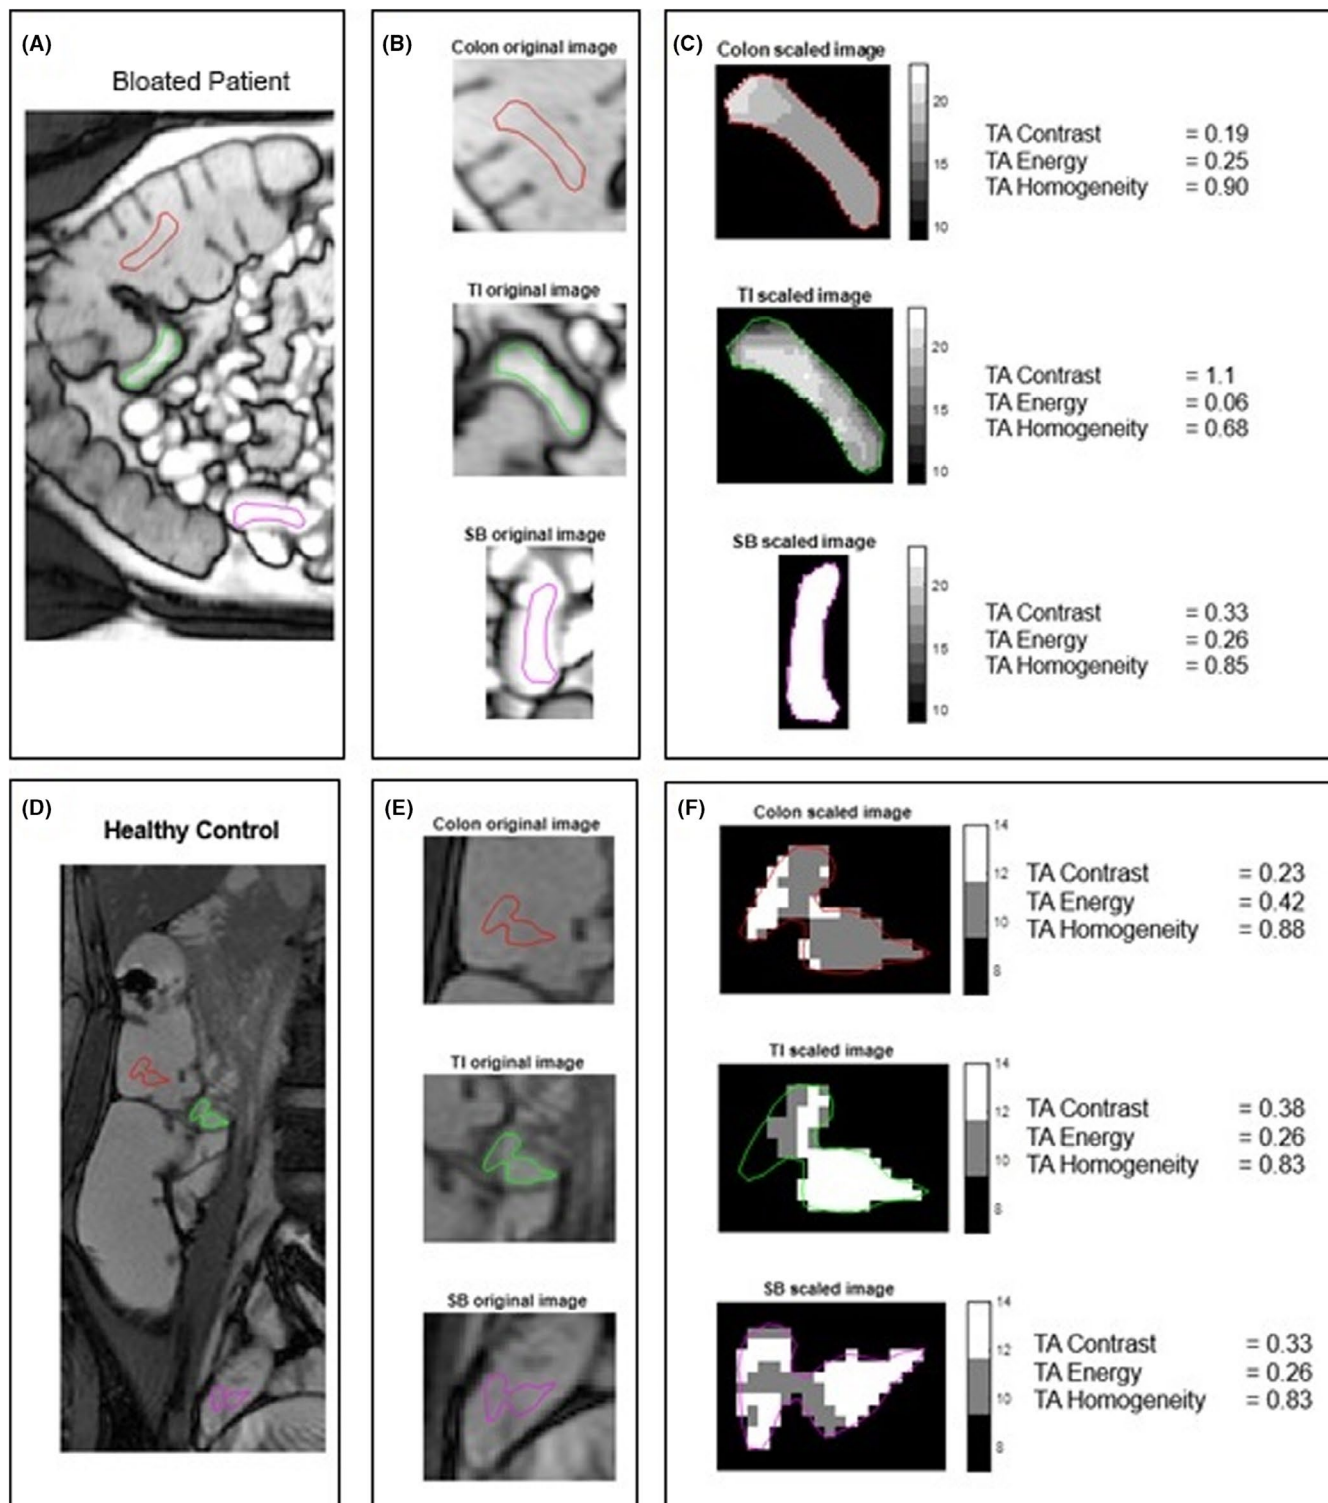 (A)
Bloated Patient
(B)
Colon original image
TI original image
SB original image
(C)
Colon scaled image
20
15
10
TA Contrast = 0.19
TA Energy = 0.25
TA Homogeneity = 0.90
TI scaled image
20
15
10
TA Contrast = 1.1
TA Energy = 0.06
TA Homogeneity = 0.68
SB scaled image
20
15
10
TA Contrast = 0.33
TA Energy = 0.26
TA Homogeneity = 0.85
(D)
Healthy Control
(E)
Colon original image
TI original image
SB original image
(F)
Colon scaled image
14
12
10
8
TA Contrast = 0.23
TA Energy = 0.42
TA Homogeneity = 0.88
TI scaled image
14
12
10
8
TA Contrast = 0.38
TA Energy = 0.26
TA Homogeneity = 0.83
SB scaled image
14
12
10
8
TA Contrast = 0.33
TA Energy = 0.26
TA Homogeneity = 0.83